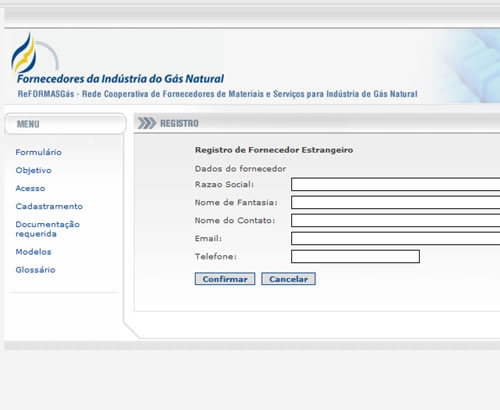 Fornecedores da Indústria do Gás Natural
ReFORMASGás - Rede Cooperativa de Fornecedores de Materiais e Serviços para Indústria de Gás Natural
MENU
REGISTRO
Formulário
Objetivo
Acesso
Cadastramento
Documentação
requerida
Modelos
Glossário
Registro de Fornecedor Estrangeiro
Dados do fornecedor
Razao Social:
Nome de Fantasia:
Nome do Contato:
Email:
Telefone:
Confirmar
Cancelar